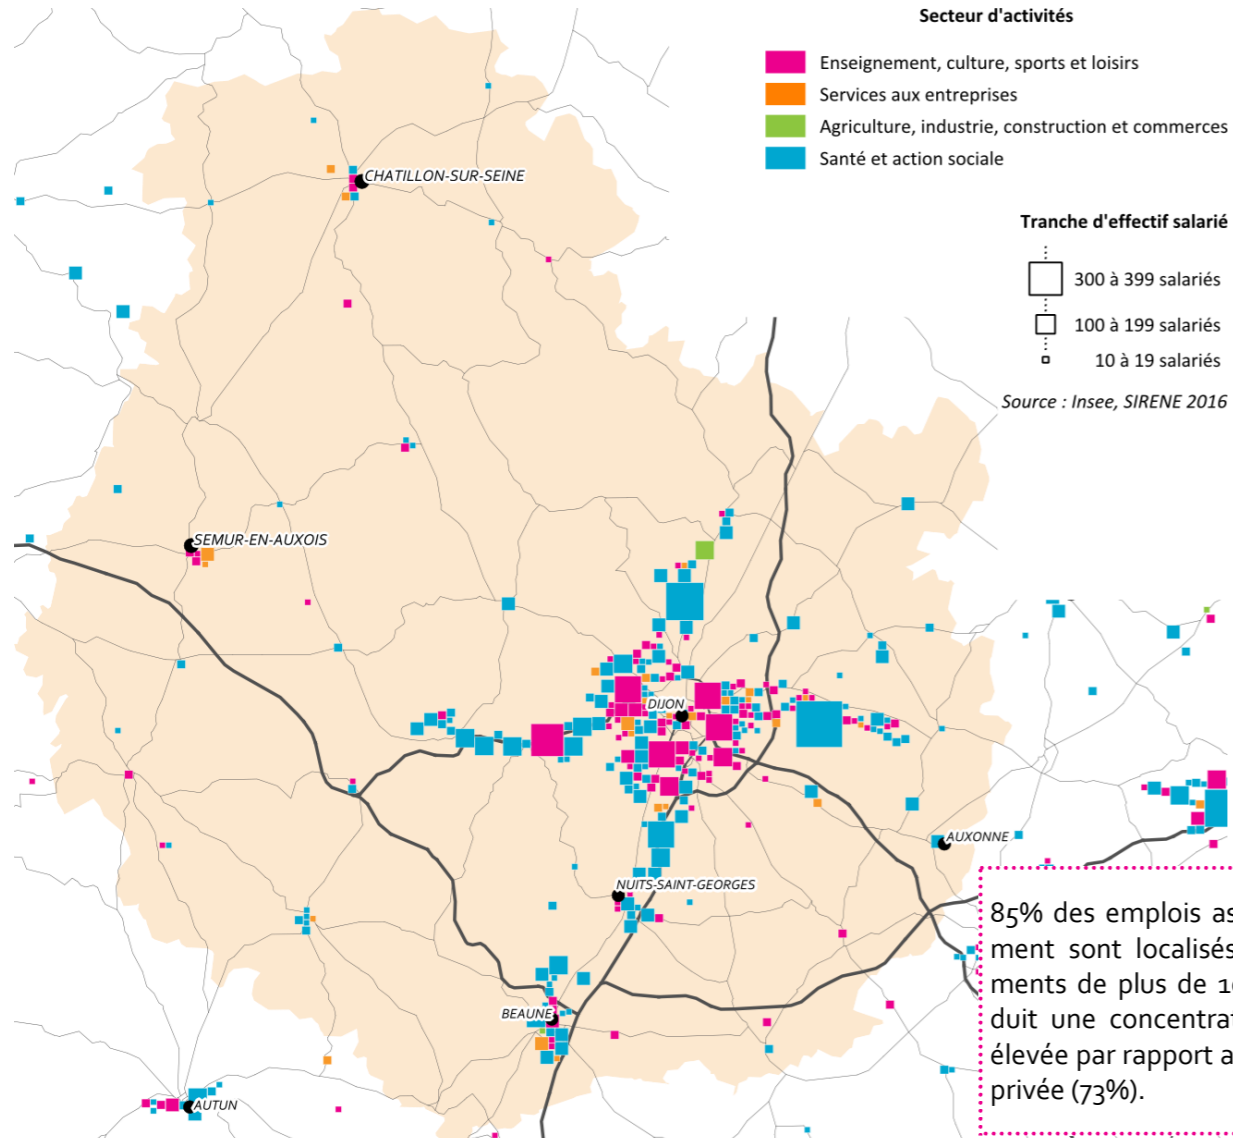 Secteur d'activités
Enseignement, culture, sports et loisirs
Services aux entreprises
Agriculture, industrie, construction et commerces
Santé et action sociale
Tranche d'effectif salarié
300 à 399 salariés
100 à 199 salariés
10 à 19 salariés
Source : Insee, SIRENE 2016
CHATILLON-SUR-SEINE
SEMUR-EN-AUXOIS
DIJON
AUXONNE
NUITS-SAINT-GEORGES
BEAUNE
AUTUN
85% des emplois as
ment sont localisés
ments de plus de 1
duit une concentrat
élevée par rapport a
privée (73%).